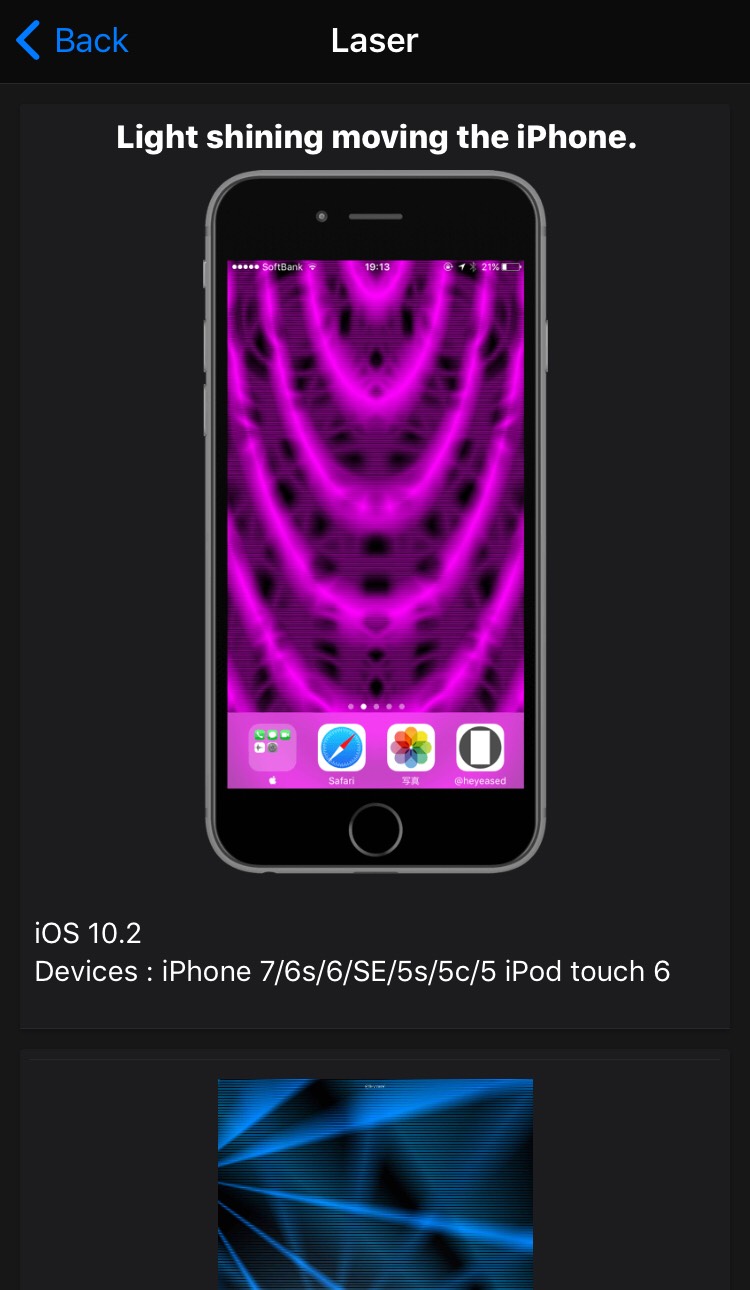 Back
Laser
Light shining moving the iPhone.
SoftBank 19:13 21%
Safari 写真 @heyeased
iOS 10.2
Devices : iPhone 7/6s/6/SE/5s/5c/5 iPod touch 6